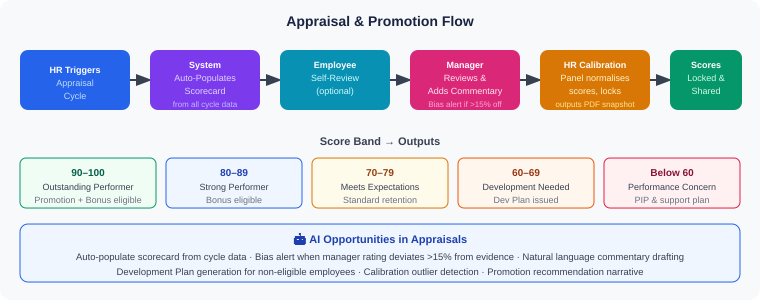 Appraisal & Promotion Flow
HR Triggers
Appraisal
Cycle
System
Auto-Populates
Scorecard
from all cycle data
Employee
Self-Review
(optional)
Manager
Reviews &
Adds Commentary
Bias alert if >15% off
HR Calibration
Panel normalises
scores, locks
outputs PDF snapshot
Scores
Locked &
Shared
Score Band → Outputs
90–100
Outstanding Performer
Promotion + Bonus eligible
80–89
Strong Performer
Bonus eligible
70–79
Meets Expectations
Standard retention
60–69
Development Needed
Dev Plan issued
Below 60
Performance Concern
PIP & support plan
AI Opportunities in Appraisals
Auto-populate scorecard from cycle data · Bias alert when manager rating deviates >15% from evidence · Natural language commentary drafting
Development Plan generation for non-eligible employees · Calibration outlier detection · Promotion recommendation narrative